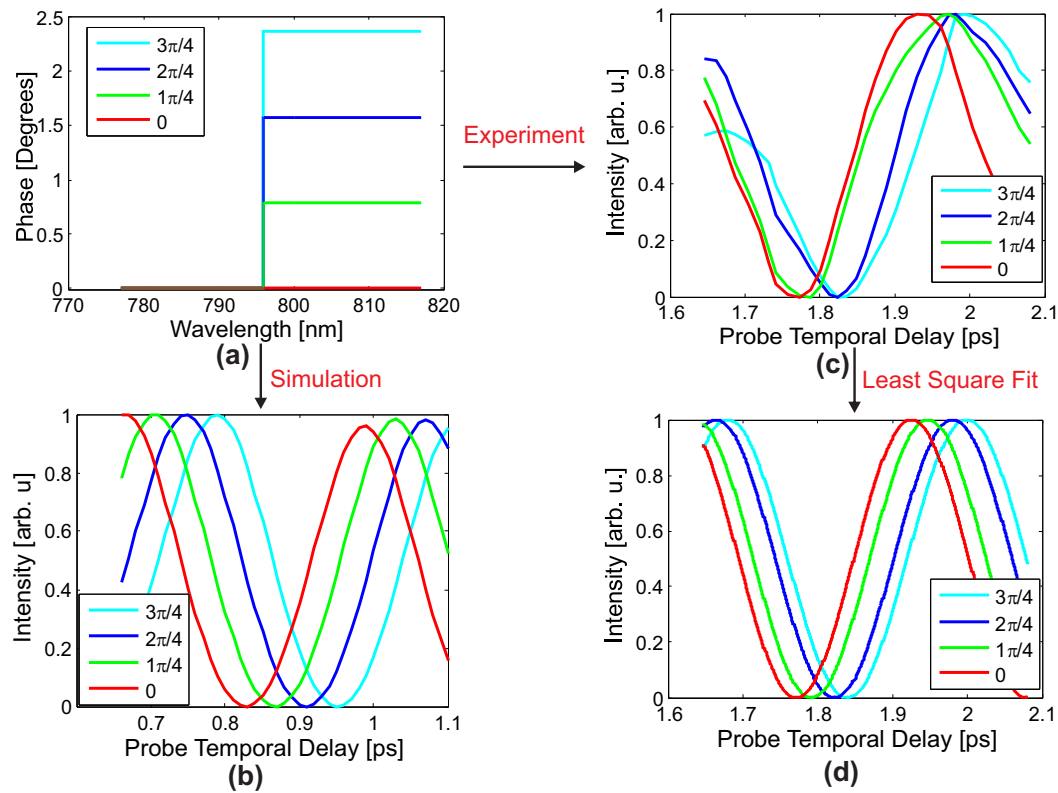 2.5
2
1.5
1
0.5
0
770
780
790
800
810
820
Phase [Degrees]
Wavelength [nm]
3π/4
2π/4
1π/4
0
(a)
Experiment
1
0.8
0.6
0.4
0.2
0
1.6
1.7
1.8
1.9
2
2.1
Intensity [arb. u.]
Probe Temporal Delay [ps]
3π/4
2π/4
1π/4
0
(c)
Simulation
Least Square Fit
1
0.8
0.6
0.4
0.2
0
0.7
0.8
0.9
1
1.1
Intensity [arb. u]
Probe Temporal Delay [ps]
3π/4
2π/4
1π/4
0
(b)
1
0.8
0.6
0.4
0.2
0
1.6
1.7
1.8
1.9
2
2.1
Intensity [arb. u.]
Probe Temporal Delay [ps]
3π/4
2π/4
1π/4
0
(d)